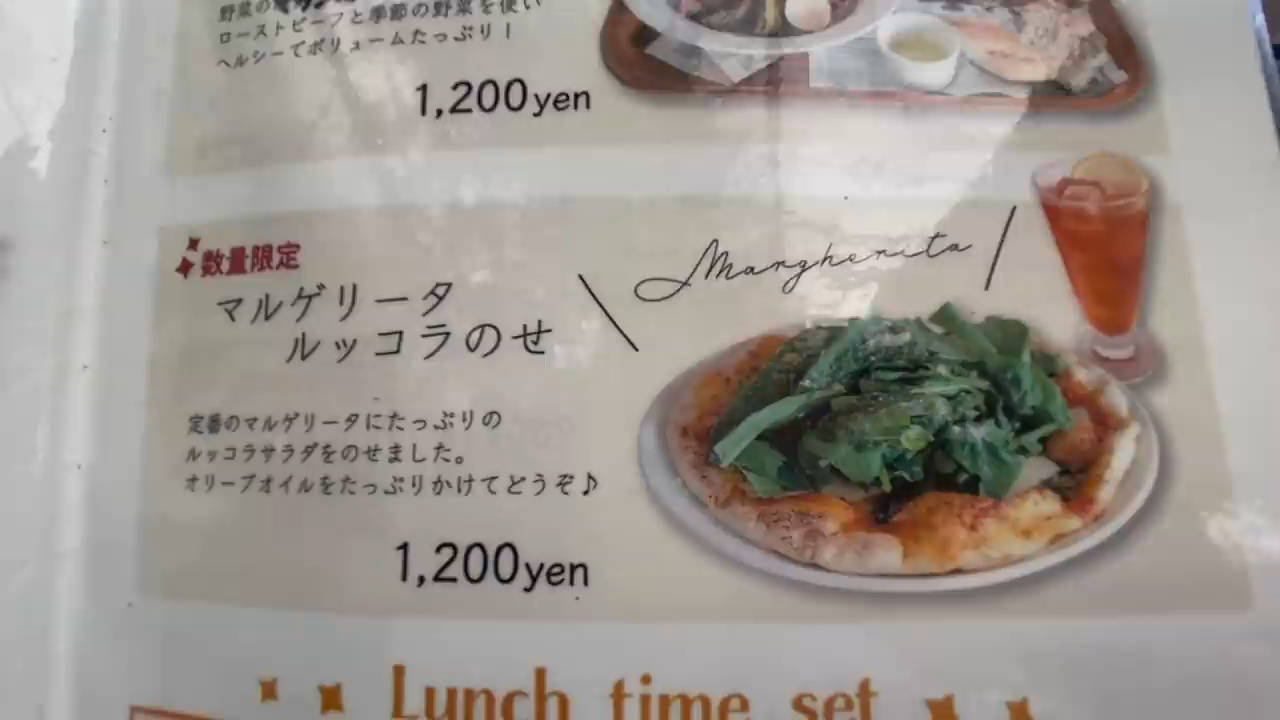 野菜の
ローストビーフと季節の野菜を使い
ヘルシーでボリュームたっぷり！
1,200yen
数量限定
マルゲリータ
ルッコラのせ
Margherita
定番のマルゲリータにたっぷりの
ルッコラサラダをのせました。
オリーブオイルをたっぷりかけてどうぞ♪
1,200yen
Lunch time set